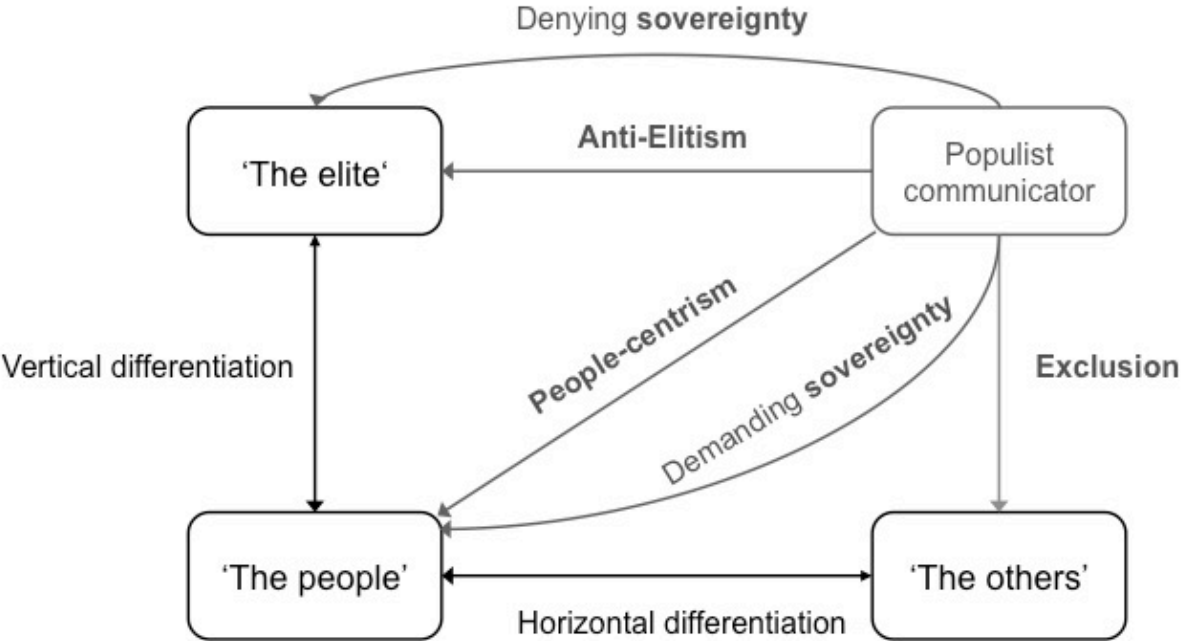 Denying sovereignty
Anti-Elitism
‘The elite‘
Populist
communicator
People-centrism
Demanding sovereignty
Vertical differentiation
Exclusion
‘The people’
‘The others’
Horizontal differentiation